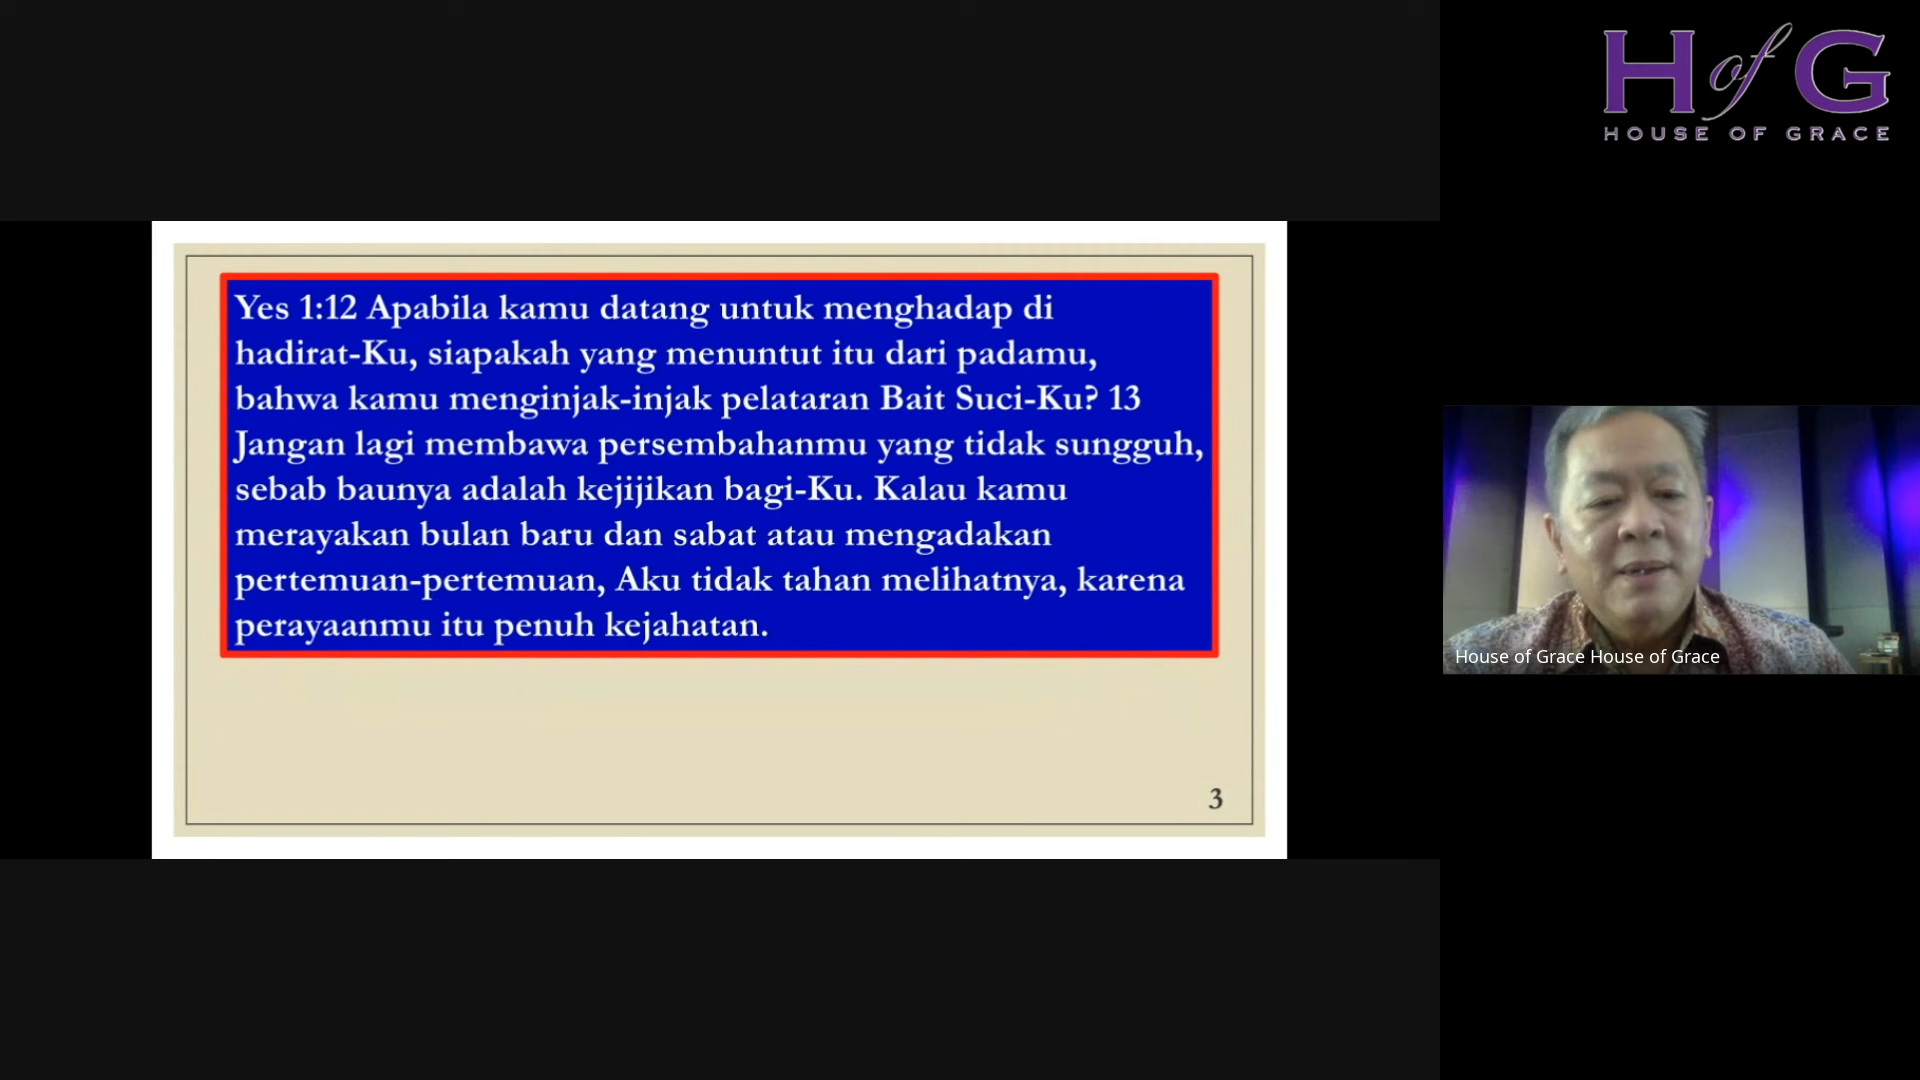 H of G
HOUSE OF GRACE
Yes 1:12 Apabila kamu datang untuk menghadap di
hadirat-Ku, siapakah yang menuntut itu dari padamu,
bahwa kamu menginjak-injak pelataran Bait Suci-Ku? 13
Jangan lagi membawa persembahanmu yang tidak sungguh,
sebab baunya adalah kejijikan bagi-Ku. Kalau kamu
merayakan bulan baru dan sabat atau mengadakan
pertemuan-pertemuan, Aku tidak tahan melihatnya, karena
perayaanmu itu penuh kejahatan.
3
House of Grace House of Grace